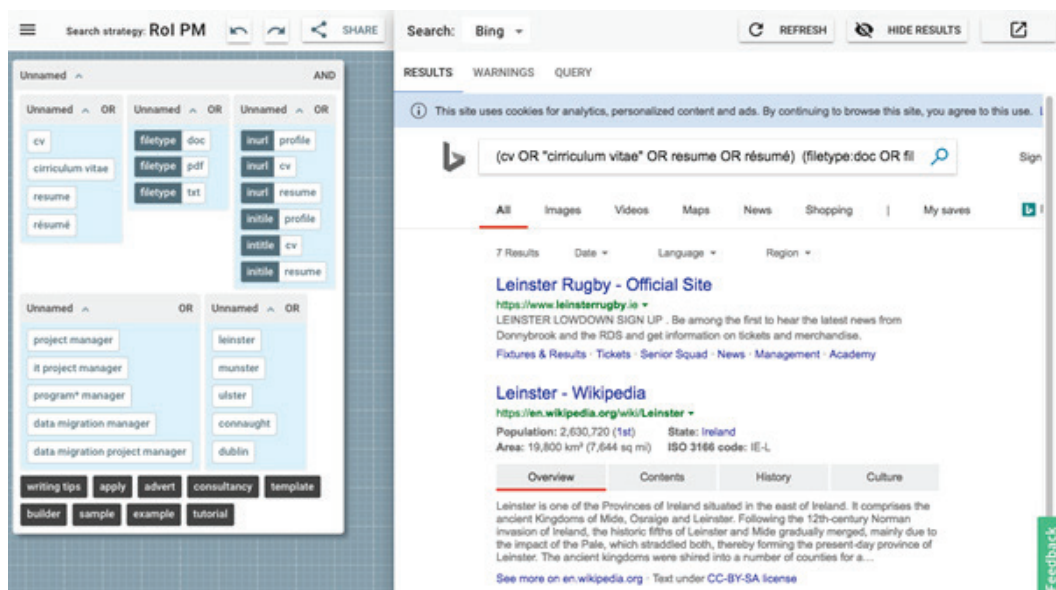 Search strategy: RoI PM
SHARE
Unnamed AND
Unnamed OR
cv
cirriculum vitae
resume
résumé
Unnamed OR
filetype doc
filetype pdf
filetype txt
Unnamed OR
inurl profile
inurl cv
inurl resume
initile profile
intitle cv
initile resume
Unnamed OR
project manager
it project manager
program* manager
data migration manager
data migration project manager
Unnamed OR
leinster
munster
ulster
connaught
dublin
writing tips apply advert consultancy template
builder sample example tutorial
Search: Bing
REFRESH
HIDE RESULTS
RESULTS WARNINGS QUERY
This site uses cookies for analytics, personalized content and ads. By continuing to browse this site, you agree to this use.
(cv OR "cirriculum vitae" OR resume OR résumé) (filetype:doc OR fil
Sign
All Images Videos Maps News Shopping | My saves
7 Results Date Language Region
Leinster Rugby - Official Site
https://www.leinsterrugby.ie
LEINSTER LOWDOWN SIGN UP . Be among the first to hear the latest news from
Donnybrook and the RDS and get information on tickets and merchandise.
Fixtures & Results · Tickets · Senior Squad · News · Management · Academy
Leinster - Wikipedia
https://en.wikipedia.org/wiki/Leinster
Population: 2,630,720 (1st) State: Ireland
Area: 19,800 km² (7,644 sq mi) ISO 3166 code: IE-L
Overview Contents History Culture
Leinster is one of the Provinces of Ireland situated in the east of Ireland. It comprises the
ancient Kingdoms of Mide, Osraige and Leinster. Following the 12th-century Norman
invasion of Ireland, the historic fifths of Leinster and Mide gradually merged, mainly due to
the impact of the Pale, which straddled both, thereby forming the present-day province of
Leinster. The ancient kingdoms were shired into a number of counties for a...
See more on en.wikipedia.org · Text under CC-BY-SA license
Feedback